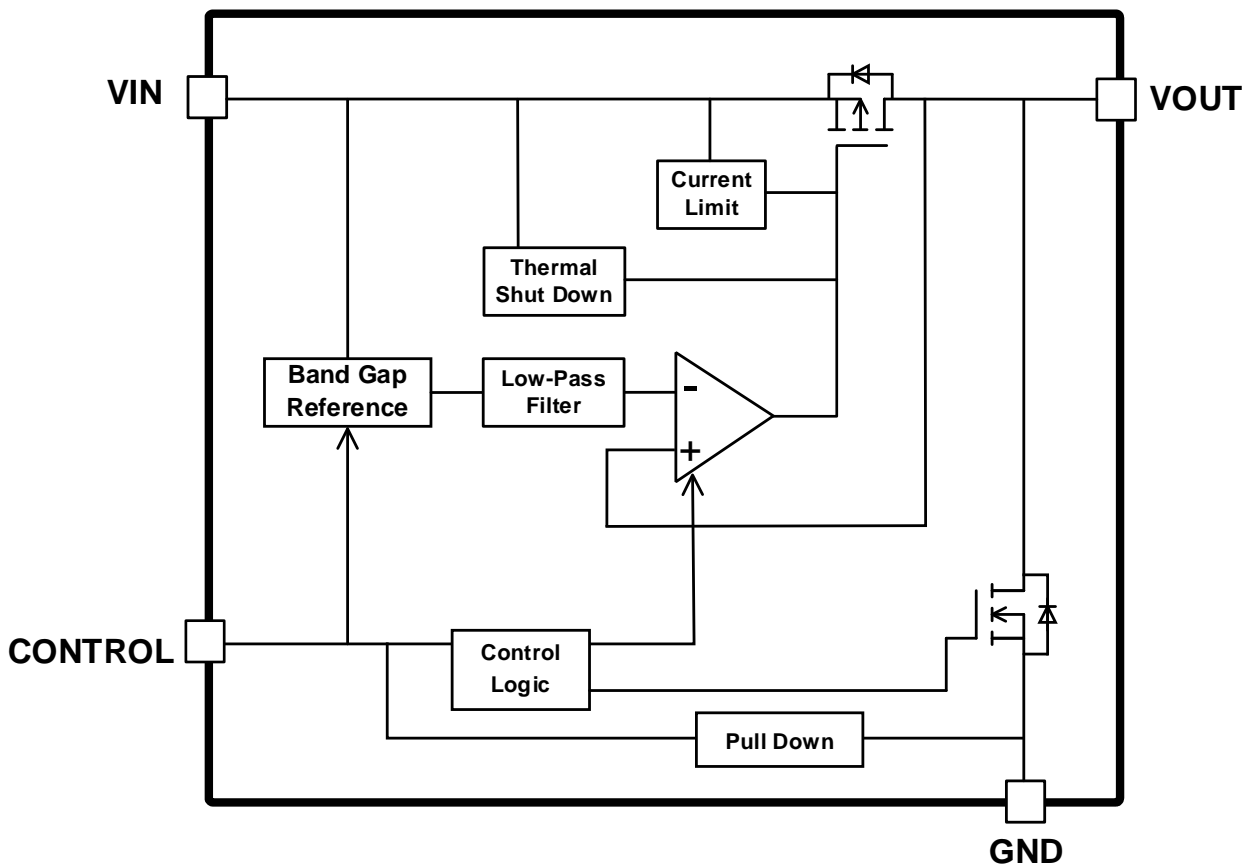 VIN
VOUT
Current
Limit
Thermal
Shut Down
Band Gap
Reference
Low-Pass
Filter
-
+
CONTROL
Control
Logic
Pull Down
GND